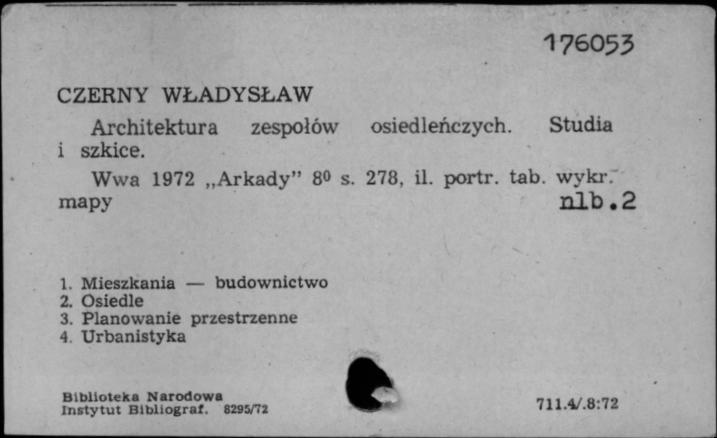 176053
CZERNY WŁADYSŁAW
Architektura zespołów osiedleńczych. Studia
i szkice.
Wwa 1972 „Arkady” 8⁰ s. 278, il. portr. tab. wykr.
mapy nlb.2
1. Mieszkania — budownictwo
2. Osiedle
3. Planowanie przestrzenne
4. Urbanistyka
Biblioteka Narodowa
Instytut Bibliograf. 8295/72
711.4/.8:72